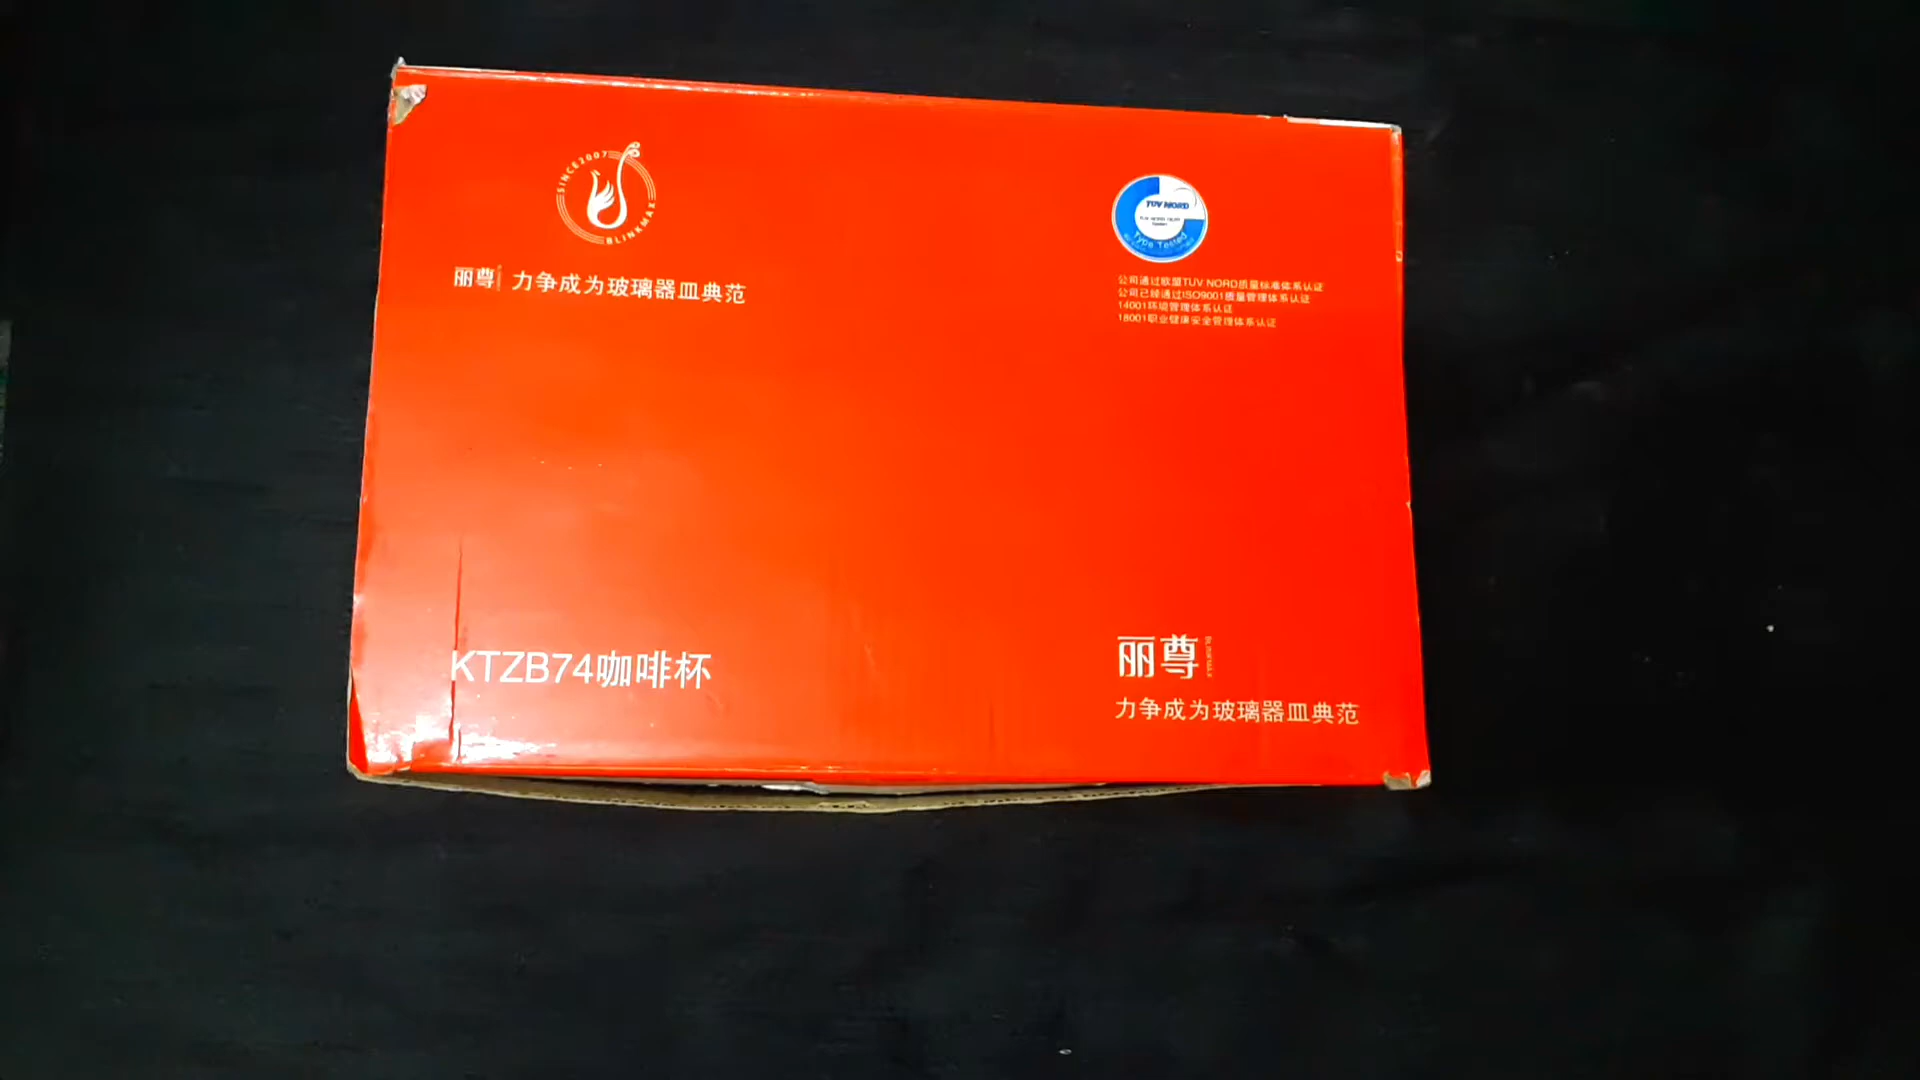 SINCE 2007
BLINKMAX
丽尊 力争成为玻璃器皿典范
TUV NORD
Type Tested
公司通过欧盟TUV NORD质量标准体系认证
公司已经通过ISO9001质量管理体系认证
14001环境管理体系认证
18001职业健康安全管理体系认证
KTZB74咖啡杯
丽尊 BLINKMAX
力争成为玻璃器皿典范